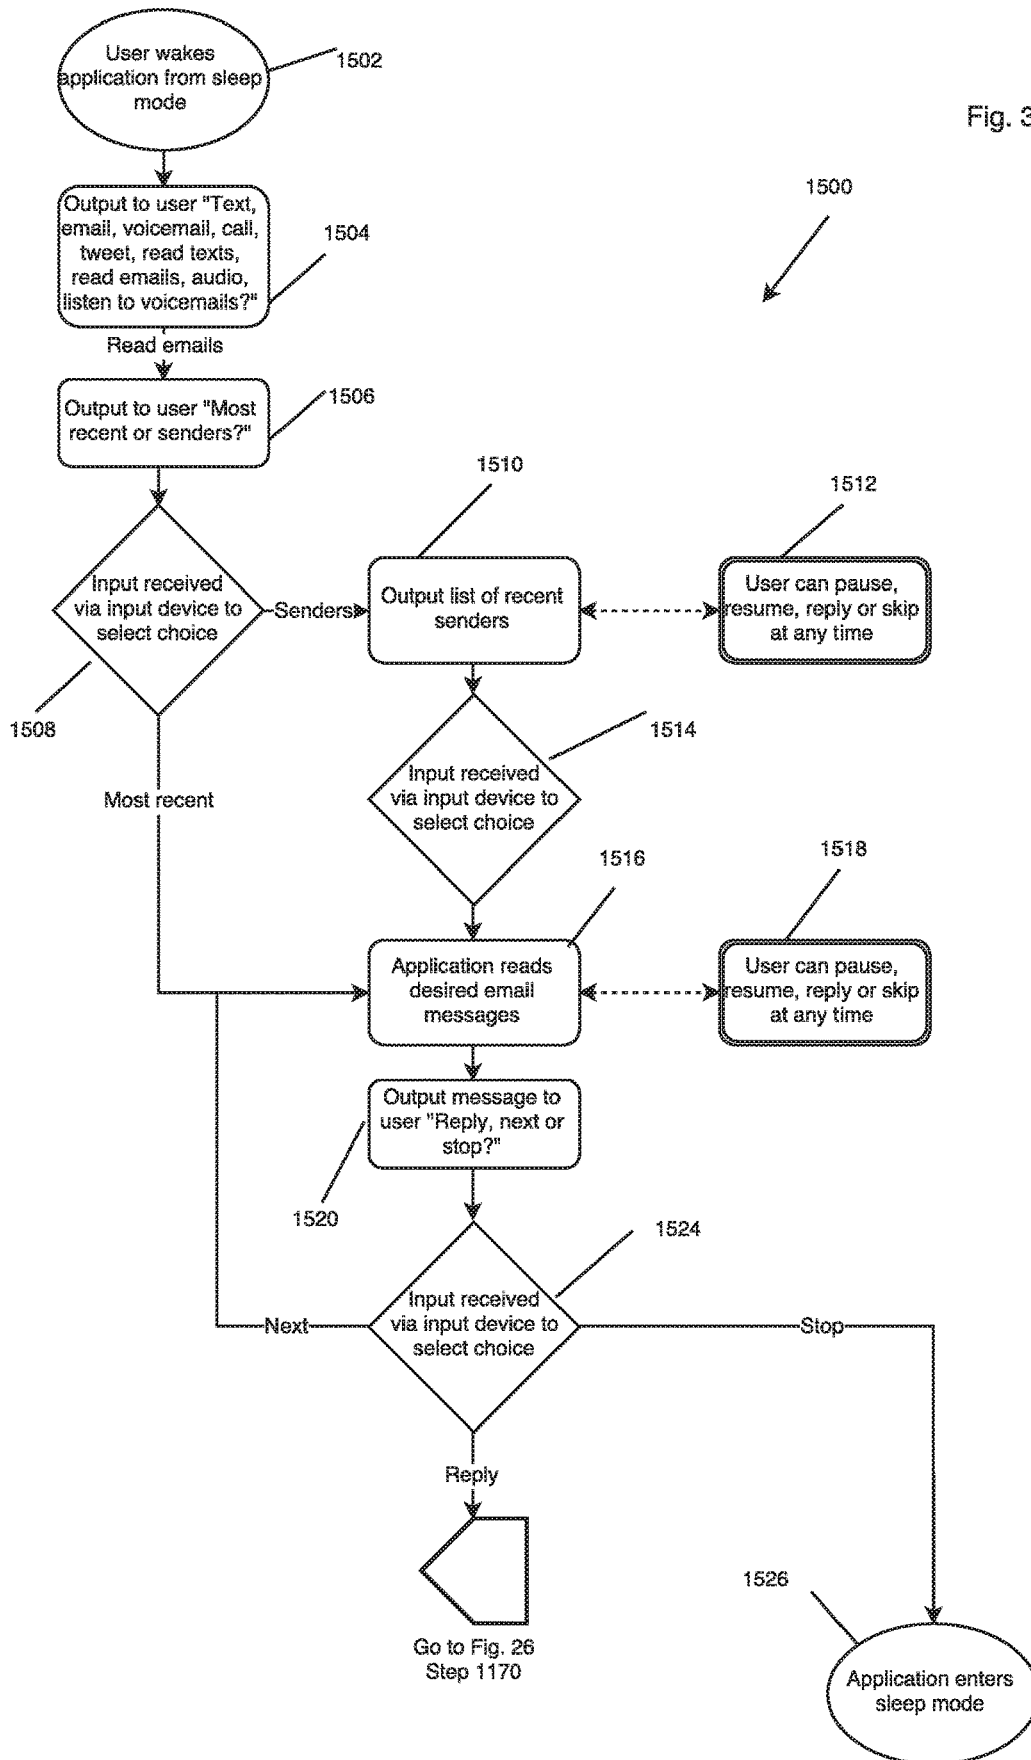 User wakes
application from sleep
mode
1502
Fig. 3
1500
Output to user "Text,
email, voicemail, call,
tweet, read texts,
read emails, audio,
listen to voicemails?"
1504
Read emails
Output to user "Most
recent or senders?"
1506
1510
1512
Input received
via input device to
select choice
Senders
Output list of recent
senders
User can pause,
resume, reply or skip
at any time
1508
1514
Most recent
Input received
via input device to
select choice
1516
1518
Application reads
desired email
messages
User can pause,
resume, reply or skip
at any time
Output message to
user "Reply, next or
stop?"
1520
1524
Input received
via input device to
select choice
Next
Stop
Reply
Go to Fig. 26
Step 1170
1526
Application enters
sleep mode